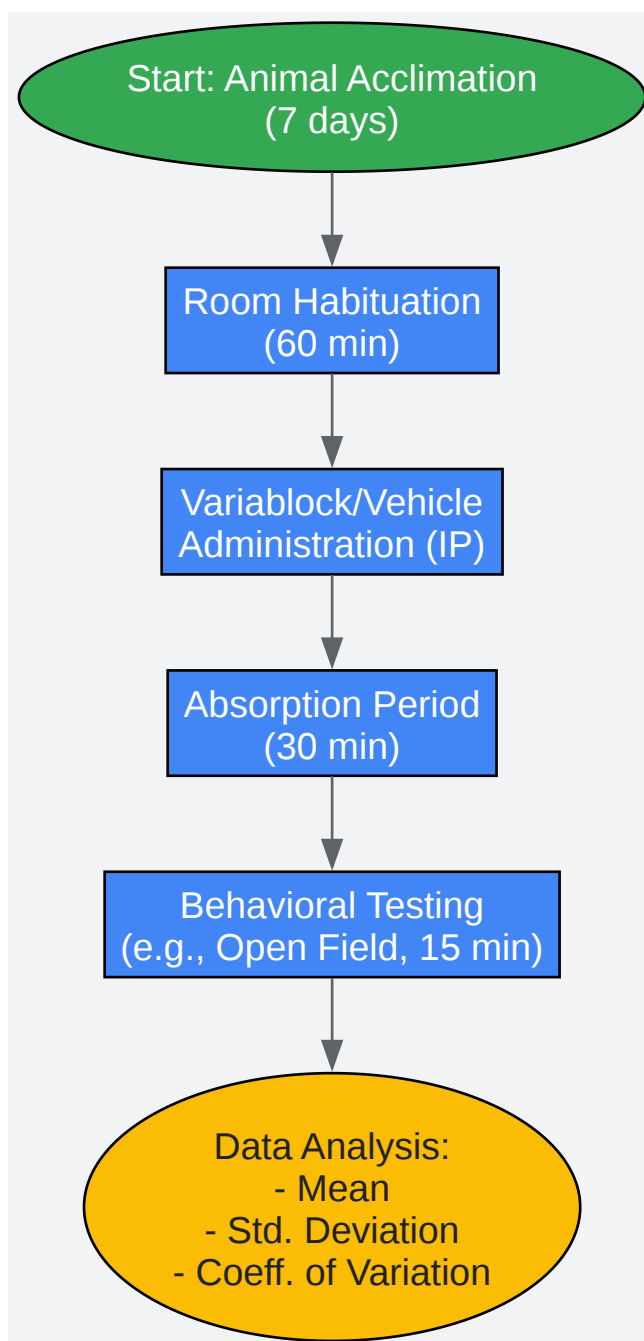 Start: Animal Acclimation
(7 days)
Room Habituation
(60 min)
Variablock/Vehicle
Administration (IP)
Absorption Period
(30 min)
Behavioral Testing
(e.g., Open Field, 15 min)
Data Analysis:
- Mean
- Std. Deviation
- Coeff. of Variation